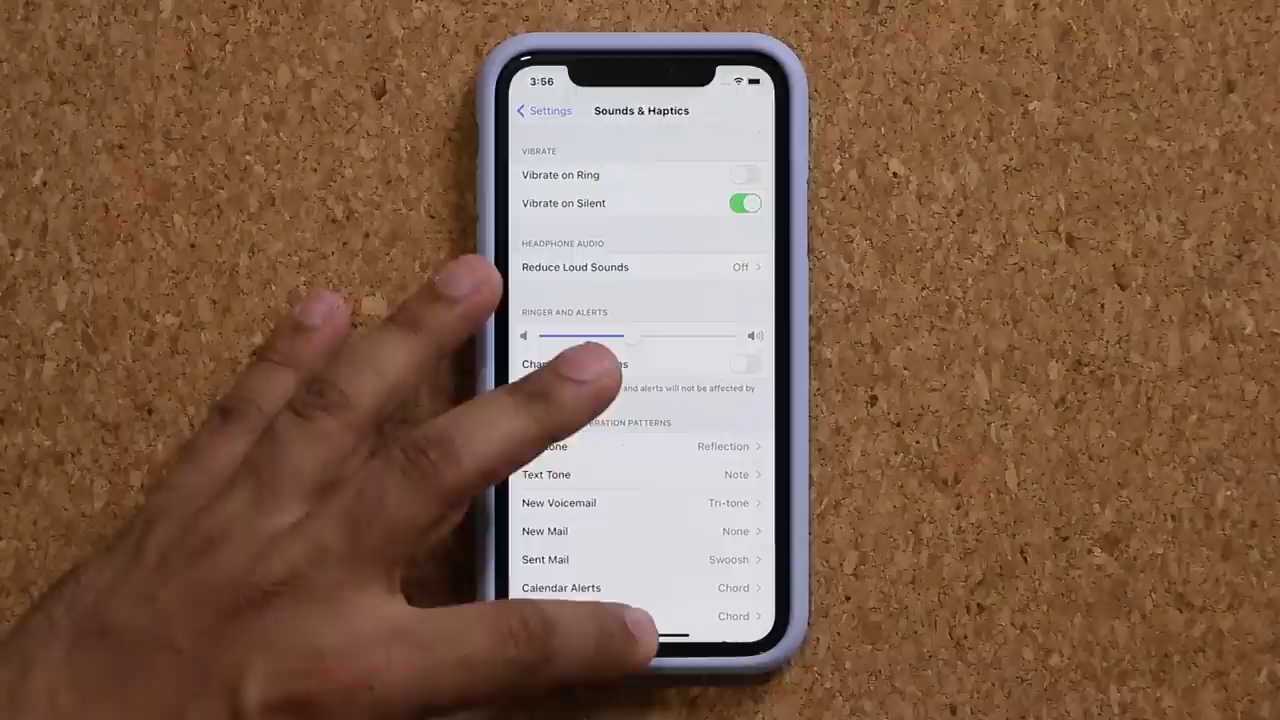 3:56
Settings Sounds & Haptics
VIBRATE
Vibrate on Ring
Vibrate on Silent
HEADPHONE AUDIO
Reduce Loud Sounds Off
RINGER AND ALERTS
and alerts will not be affected by
PATTERNS
Reflection
Text Tone Note
New Voicemail Tri-tone
New Mail None
Sent Mail Swoosh
Calendar Alerts Chord
Chord